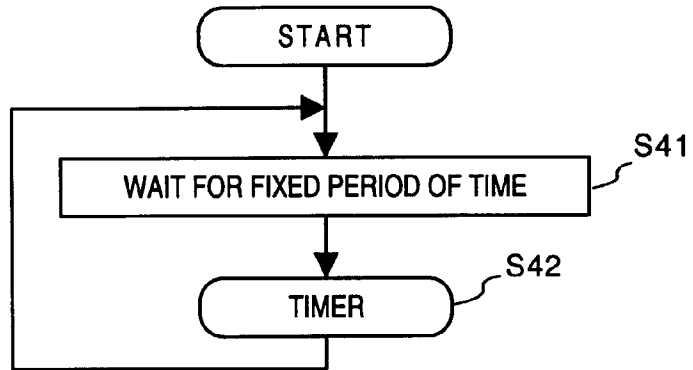 START
S41
WAIT FOR FIXED PERIOD OF TIME
S42
TIMER